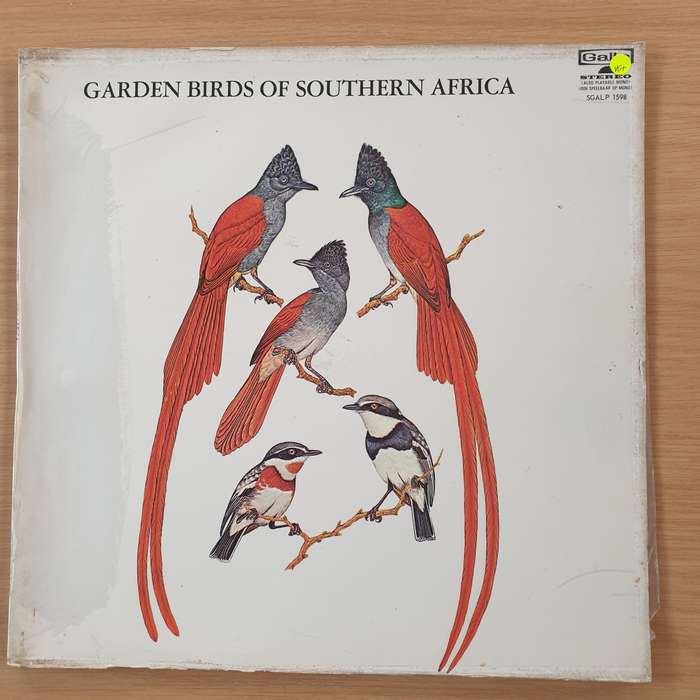 GARDEN BIRDS OF SOUTHERN AFRICA
STEREO
(ALSO PLAYABLE MONO)
(OOK SPEELBAAR OP MONO)
SGALP 1598